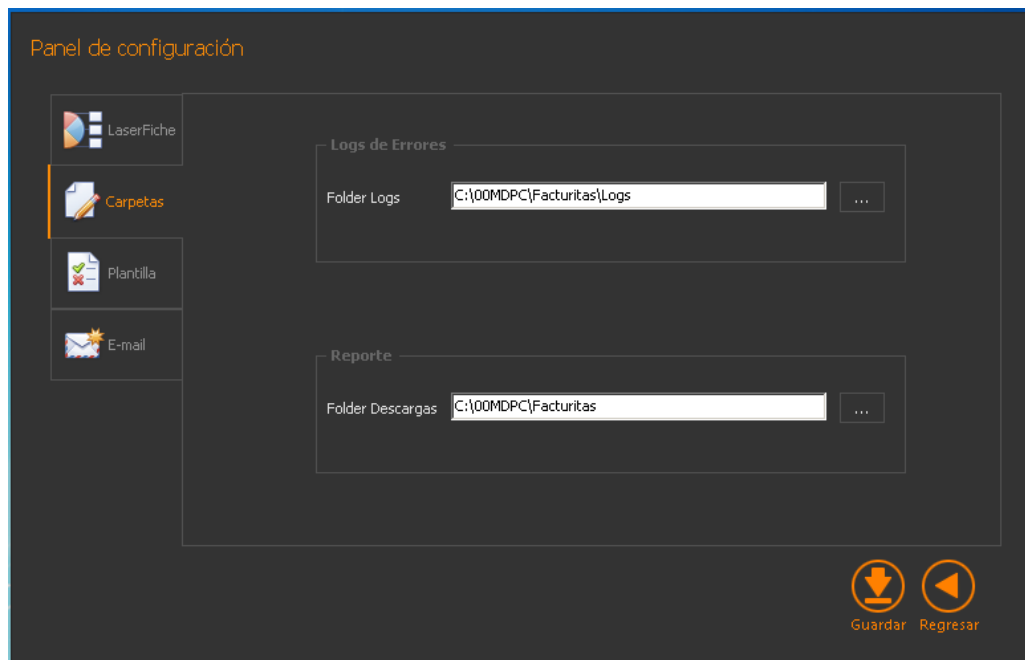 Panel de configuración
LaserFiche
Carpetas
Plantilla
E-mail
Logs de Errores
Folder Logs C:\00MDPC\Facturitas\Logs ...
Reporte
Folder Descargas C:\00MDPC\Facturitas ...
Guardar Regresar